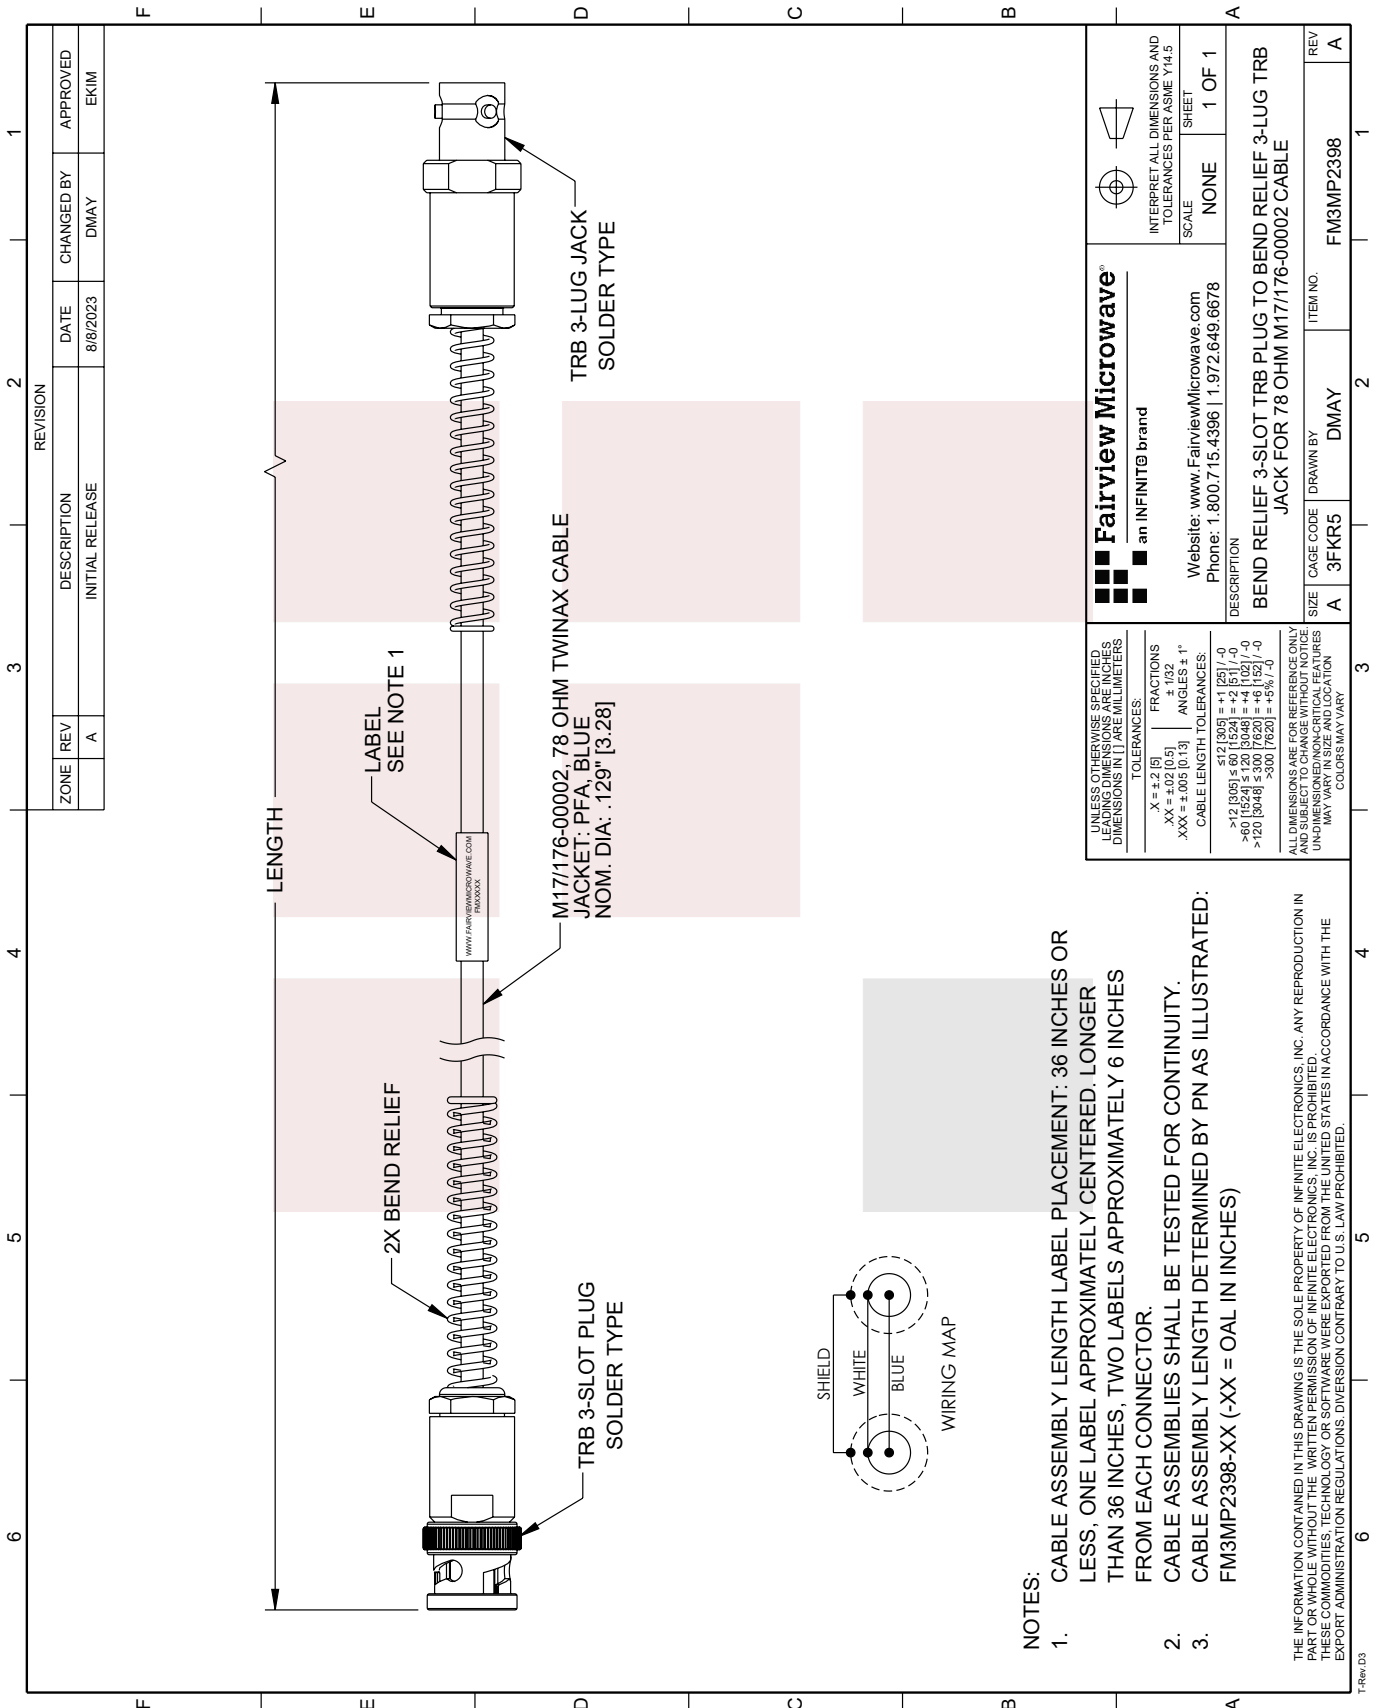 REVISION
ZONE REV DESCRIPTION DATE CHANGED BY APPROVED
A INITIAL RELEASE 8/8/2023 DMAY EKIM
6 5 4 3 2 1
F
E
D
C
B
A
F
E
D
C
B
A
LENGTH
2X BEND RELIEF
LABEL
SEE NOTE 1
WWW.FAIRVIEWMICROWAVE.COM
FMXXXXX
TRB 3-SLOT PLUG
SOLDER TYPE
M17/176-00002, 78 OHM TWINAX CABLE
JACKET: PFA, BLUE
NOM. DIA: .129" [3.28]
TRB 3-LUG JACK
SOLDER TYPE
SHIELD
WHITE
BLUE
WIRING MAP
NOTES:
1. CABLE ASSEMBLY LENGTH LABEL PLACEMENT: 36 INCHES OR
LESS, ONE LABEL APPROXIMATELY CENTERED. LONGER
THAN 36 INCHES, TWO LABELS APPROXIMATELY 6 INCHES
FROM EACH CONNECTOR.
2. CABLE ASSEMBLIES SHALL BE TESTED FOR CONTINUITY.
3. CABLE ASSEMBLY LENGTH DETERMINED BY PN AS ILLUSTRATED:
FM3MP2398-XX (-XX = OAL IN INCHES)
THE INFORMATION CONTAINED IN THIS DRAWING IS THE SOLE PROPERTY OF INFINITE ELECTRONICS, INC. ANY REPRODUCTION IN
PART OR WHOLE WITHOUT THE WRITTEN PERMISSION OF INFINITE ELECTRONICS, INC. IS PROHIBITED.
THESE COMMODITIES, TECHNOLOGY OR SOFTWARE WERE EXPORTED FROM THE UNITED STATES IN ACCORDANCE WITH THE
EXPORT ADMINISTRATION REGULATIONS. DIVERSION CONTRARY TO U.S. LAW PROHIBITED.
UNLESS OTHERWISE SPECIFIED
LEADING DIMENSIONS ARE INCHES
DIMENSIONS IN [ ] ARE MILLIMETERS
TOLERANCES:
.X = ±.2 [5] FRACTIONS
.XX = ±.02 [0.5] ± 1/32
.XXX = ±.005 [0.13] ANGLES ± 1°
CABLE LENGTH TOLERANCES:
≤12 [305] = +1 [25] / -0
>12 [305] ≤ 60 [1524] = +2 [51] / -0
>60 [1524] ≤ 120 [3048] = +4 [102] / -0
>120 [3048] ≤ 300 [7620] = +6 [152] / -0
>300 [7620] = +5% / -0
ALL DIMENSIONS ARE FOR REFERENCE ONLY
AND SUBJECT TO CHANGE WITHOUT NOTICE.
UN-DIMENSIONED/NON-CRITICAL FEATURES
MAY VARY IN SIZE AND LOCATION
COLORS MAY VARY
Fairview Microwave®
an INFINITE brand
Website: www.FairviewMicrowave.com
Phone: 1.800.715.4396 | 1.972.649.6678
INTERPRET ALL DIMENSIONS AND
TOLERANCES PER ASME Y14.5
SCALE NONE
SHEET 1 OF 1
DESCRIPTION
BEND RELIEF 3-SLOT TRB PLUG TO BEND RELIEF 3-LUG TRB
JACK FOR 78 OHM M17/176-00002 CABLE
SIZE A
CAGE CODE 3FKR5
DRAWN BY DMAY
ITEM NO. FM3MP2398
REV A
6 5 4 3 2 1
T-Rev.D3